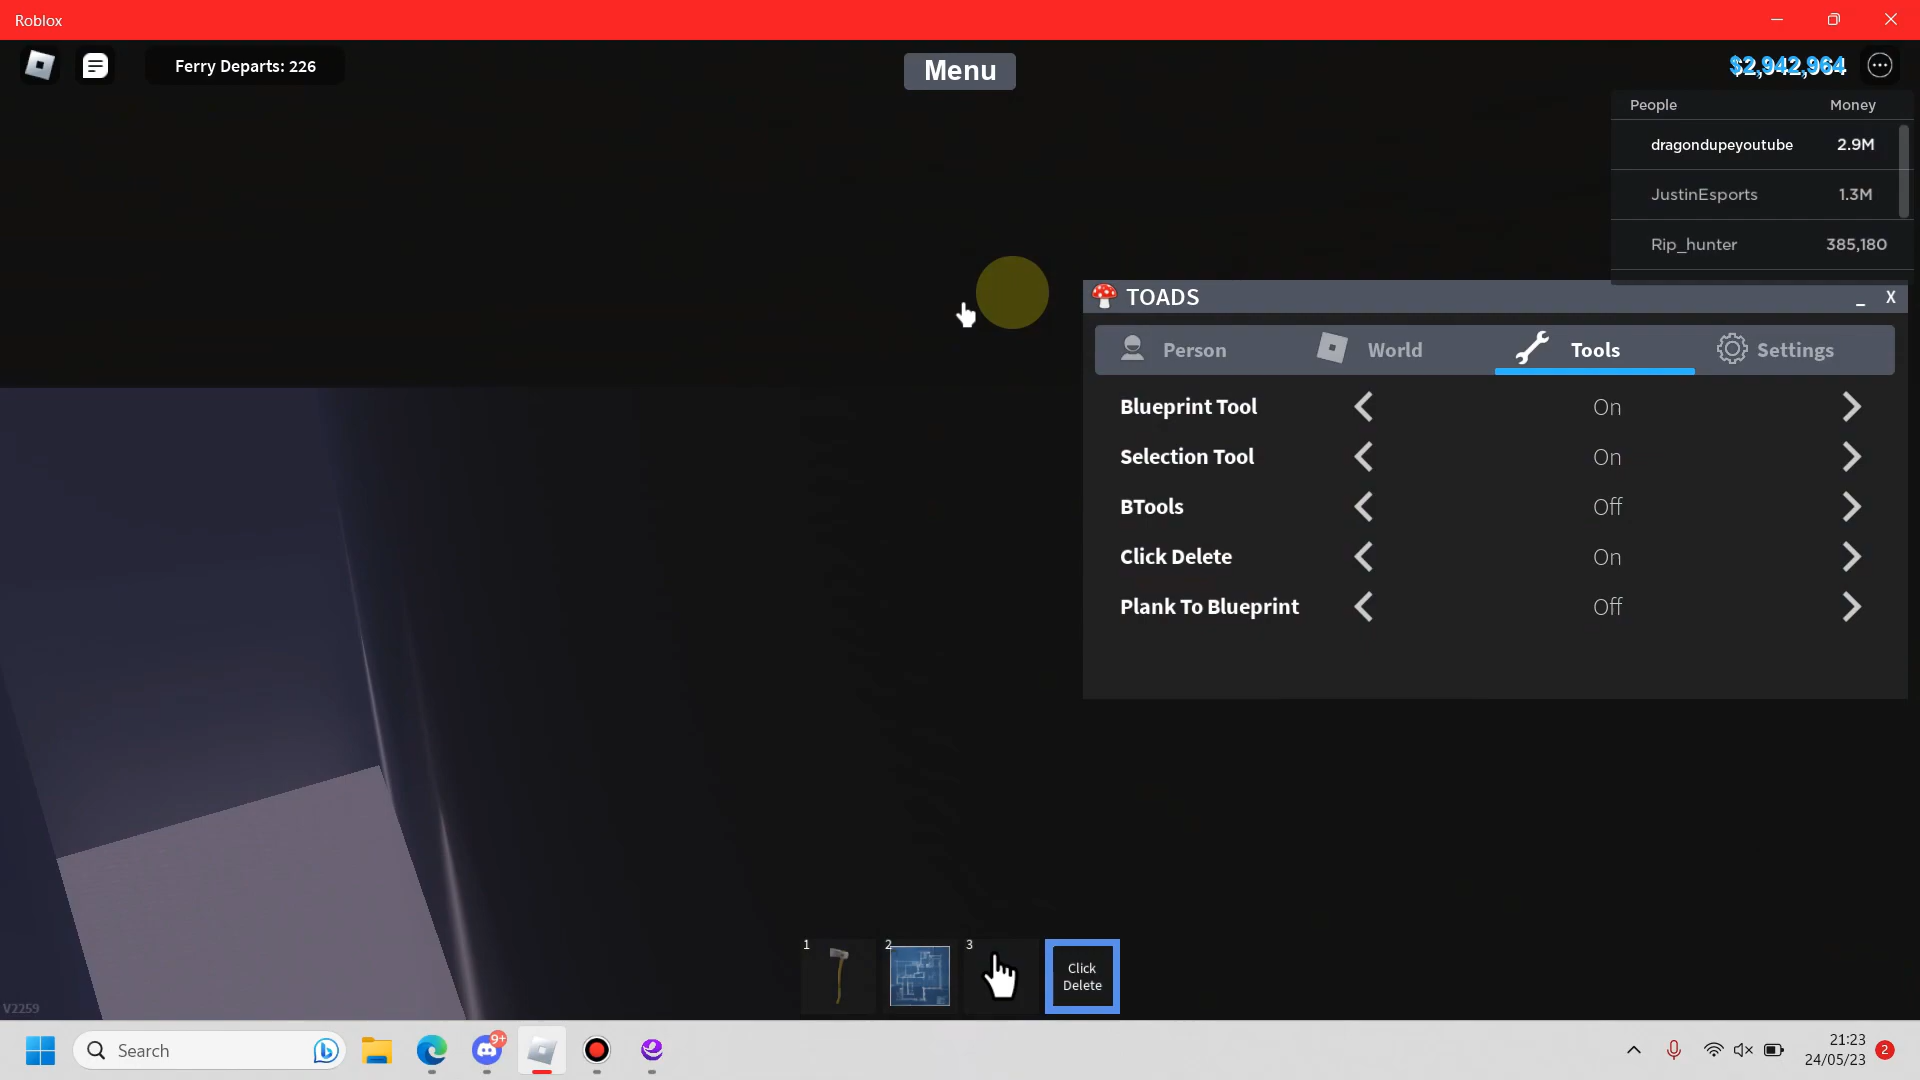 Roblox
Ferry Departs: 226
Menu
$2,942,964
People Money
dragondupeyoutube 2.9M
JustinEsports 1.3M
Rip_hunter 385,180
TOADS
_ X
Person World Tools Settings
Blueprint Tool On
Selection Tool On
BTools Off
Click Delete On
Plank To Blueprint Off
1 2 3
Click
Delete
V2259
Search
9+
21:23
24/05/23
2